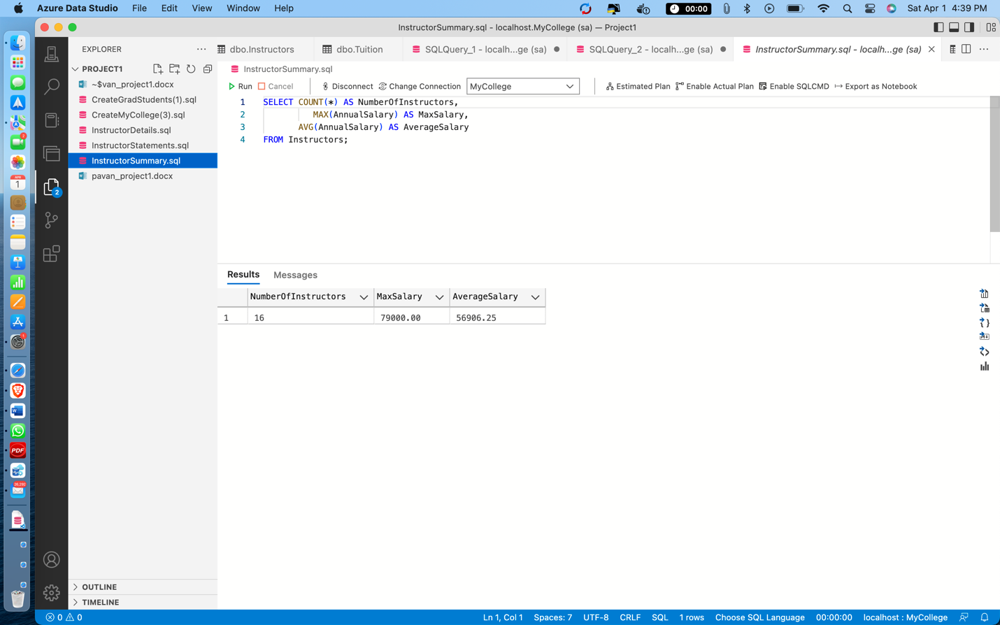 Azure Data Studio File Edit View Window Help 00:00 Sat Apr 1 4:39 PM
InstructorSummary.sql - localhost.MyCollege (sa) — Project1
EXPLORER
dbo.Instructors dbo.Tuition SQLQuery_1 - localh...ge (sa) SQLQuery_2 - localh...ge (sa) InstructorSummary.sql - localh...ge (sa)
PROJECT1
~$van_project1.docx
CreateGradStudents(1).sql
CreateMyCollege(3).sql
InstructorDetails.sql
InstructorStatements.sql
InstructorSummary.sql
pavan_project1.docx
OUTLINE
TIMELINE
InstructorSummary.sql
Run Cancel Disconnect Change Connection MyCollege Estimated Plan Enable Actual Plan Enable SQLCMD Export as Notebook
1 SELECT COUNT(*) AS NumberOfInstructors,
2 MAX(AnnualSalary) AS MaxSalary,
3 AVG(AnnualSalary) AS AverageSalary
4 FROM Instructors;
Results Messages
NumberOfInstructors MaxSalary AverageSalary
1 16 79000.00 56906.25
2
APR
1
PDF
0 0 Ln 1, Col 1 Spaces: 7 UTF-8 CRLF SQL 1 rows Choose SQL Language 00:00:00 localhost : MyCollege